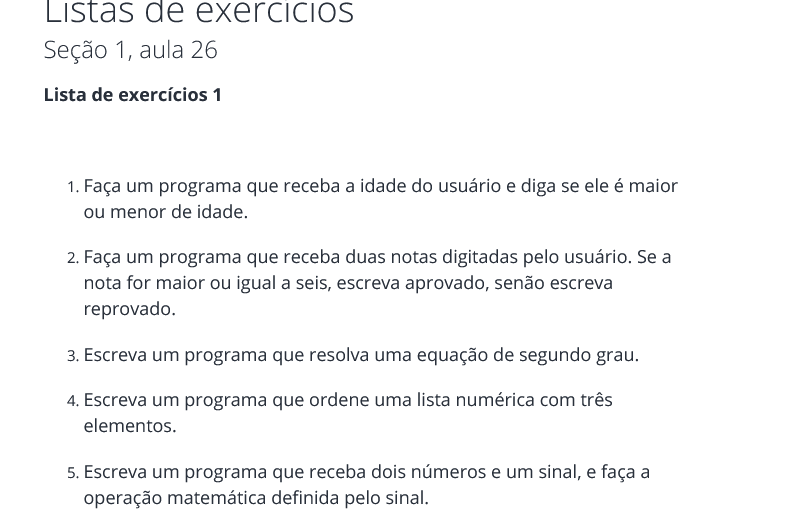 Listas de exercícios
Seção 1, aula 26
Lista de exercícios 1
1. Faça um programa que receba a idade do usuário e diga se ele é maior
ou menor de idade.
2. Faça um programa que receba duas notas digitadas pelo usuário. Se a
nota for maior ou igual a seis, escreva aprovado, senão escreva
reprovado.
3. Escreva um programa que resolva uma equação de segundo grau.
4. Escreva um programa que ordene uma lista numérica com três
elementos.
5. Escreva um programa que receba dois números e um sinal, e faça a
operação matemática definida pelo sinal.